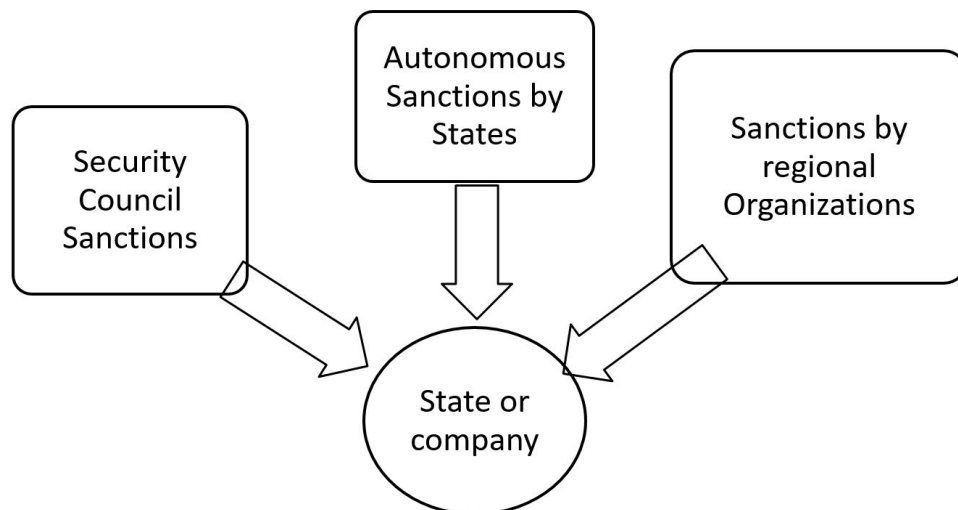 Security
Council
Sanctions
Autonomous
Sanctions by
States
Sanctions by
regional
Organizations
State or
company